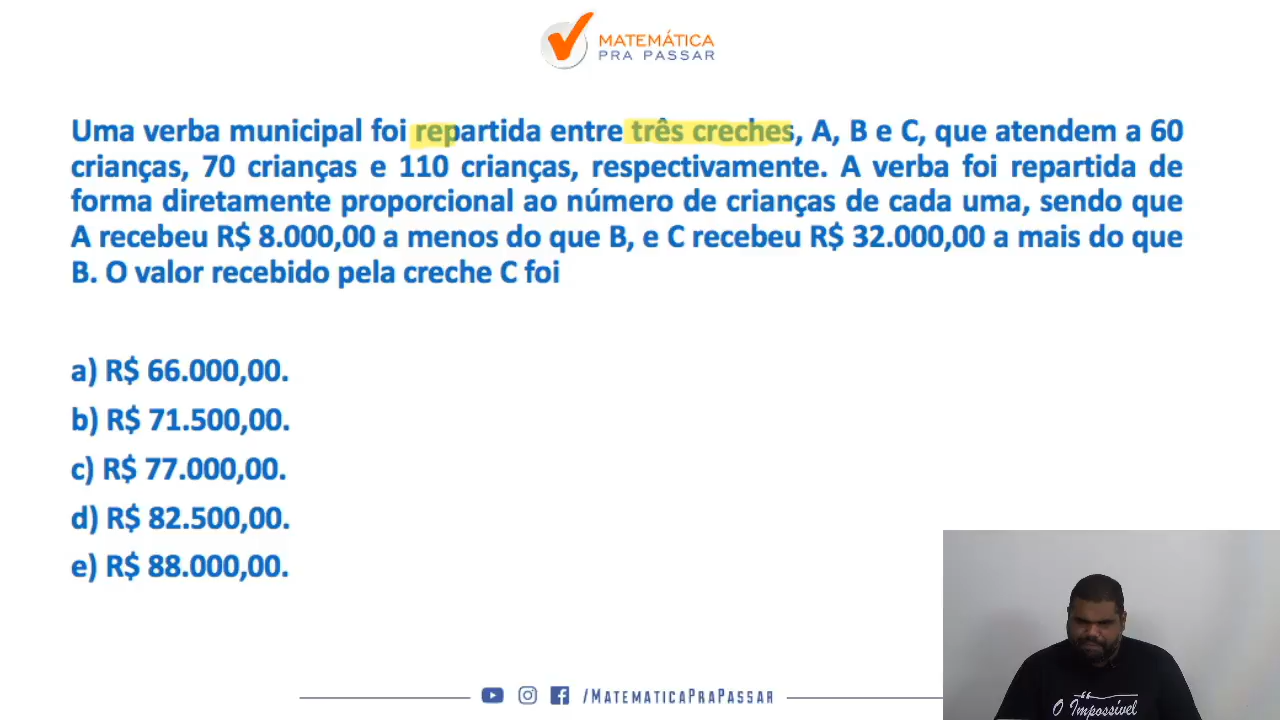 MATEMÁTICA
PRA PASSAR
Uma verba municipal foi repartida entre três creches, A, B e C, que atendem a 60
crianças, 70 crianças e 110 crianças, respectivamente. A verba foi repartida de
forma diretamente proporcional ao número de crianças de cada uma, sendo que
A recebeu R$ 8.000,00 a menos do que B, e C recebeu R$ 32.000,00 a mais do que
B. O valor recebido pela creche C foi
a) R$ 66.000,00.
b) R$ 71.500,00.
c) R$ 77.000,00.
d) R$ 82.500,00.
e) R$ 88.000,00.
/MATEMATICAPRAPASSAR
O Impossível